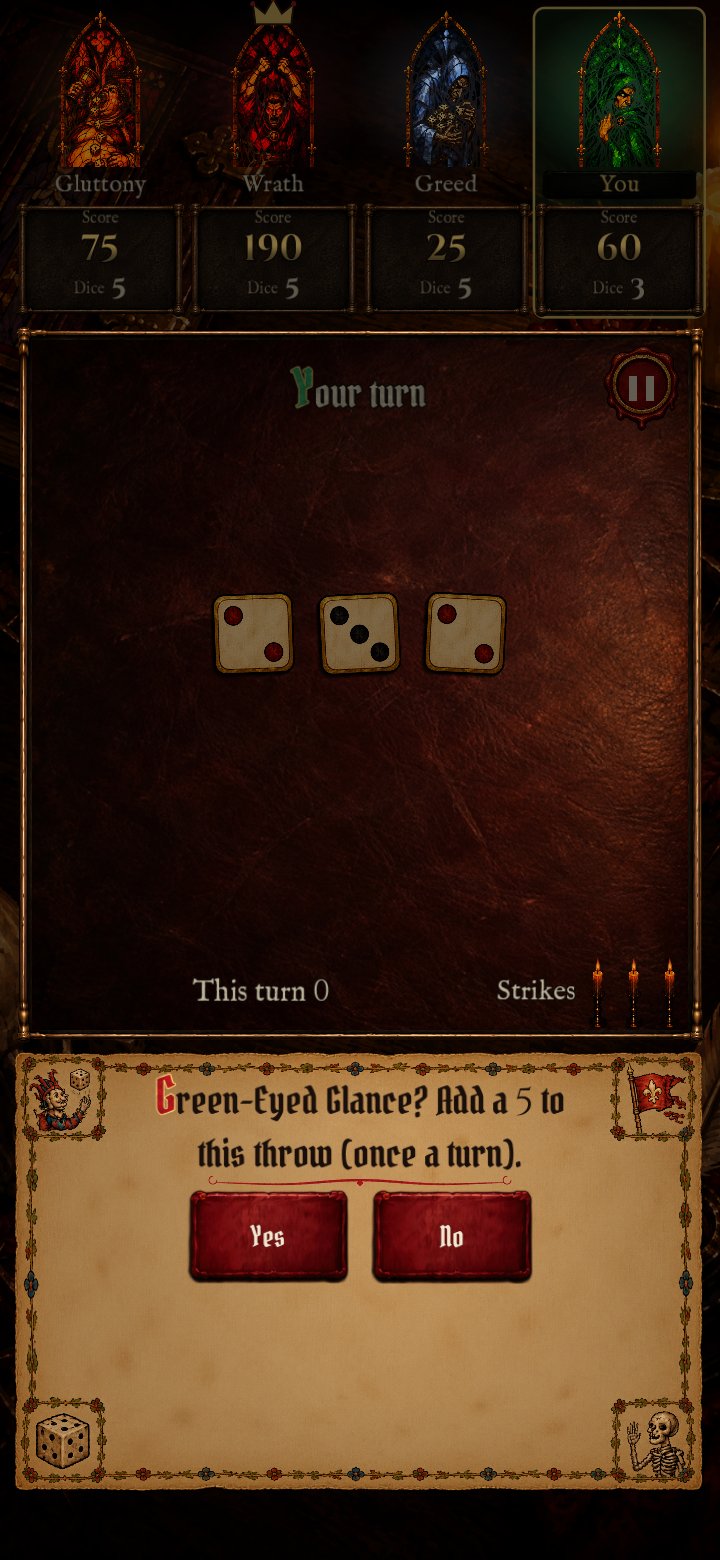 Gluttony Wrath Greed You
Score Score Score Score
75 190 25 60
Dice 5 Dice 5 Dice 5 Dice 3
Your turn
This turn 0 Strikes
Green-Eyed Glance? Add a 5 to
this throw (once a turn).
Yes No